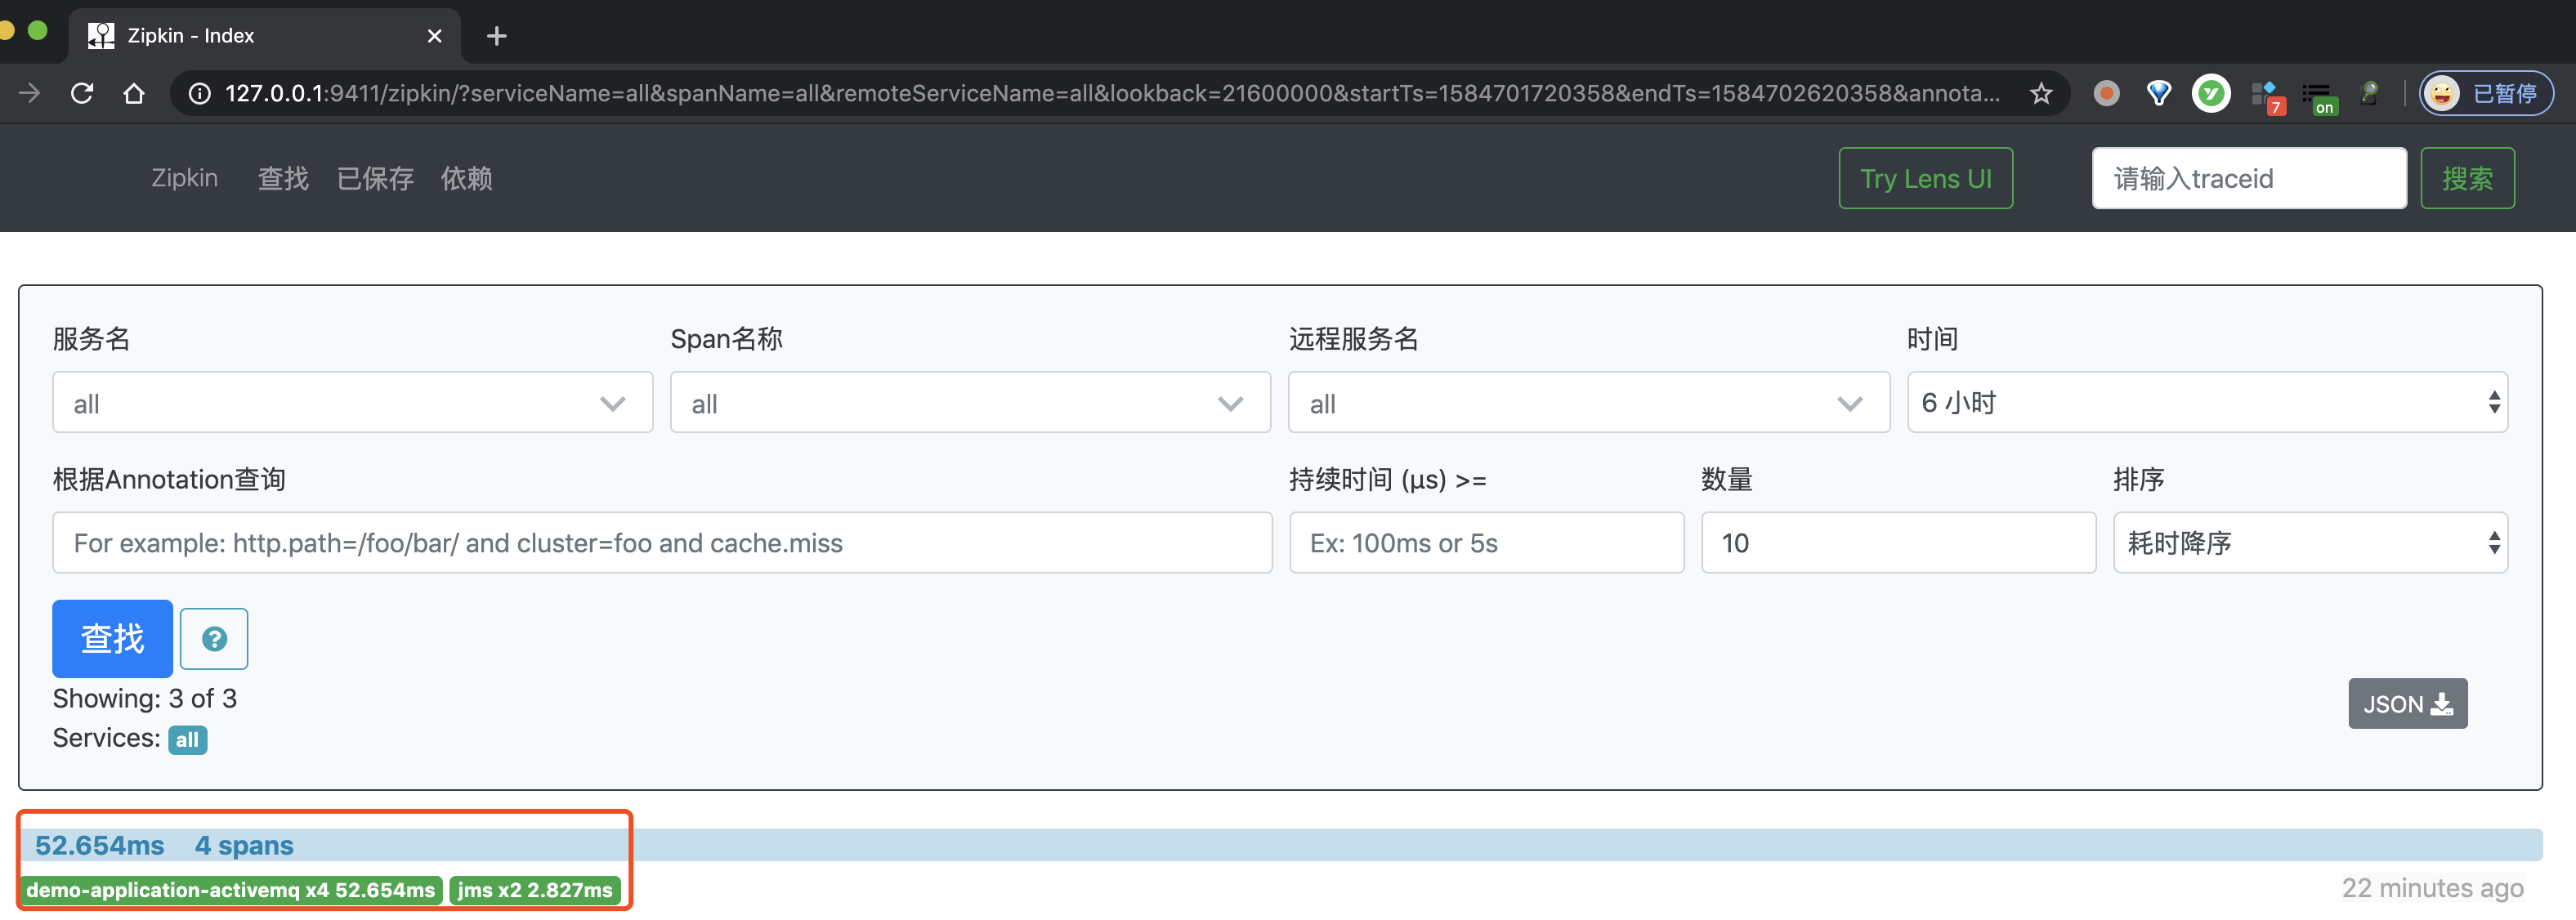 Zipkin - Index
127.0.0.1:9411/zipkin/?serviceName=all&spanName=all&remoteServiceName=all&lookback=21600000&startTs=1584701720358&endTs=1584702620358&annota...
7
on
已暂停
Zipkin 查找 已保存 依赖
Try Lens UI
请输入traceid
搜索
服务名 Span名称 远程服务名 时间
all all all 6 小时
根据Annotation查询 持续时间 (μs) >= 数量 排序
For example: http.path=/foo/bar/ and cluster=foo and cache.miss Ex: 100ms or 5s 10 耗时降序
查找 ?
Showing: 3 of 3
Services: all
JSON
52.654ms 4 spans
demo-application-activemq x4 52.654ms jms x2 2.827ms
22 minutes ago